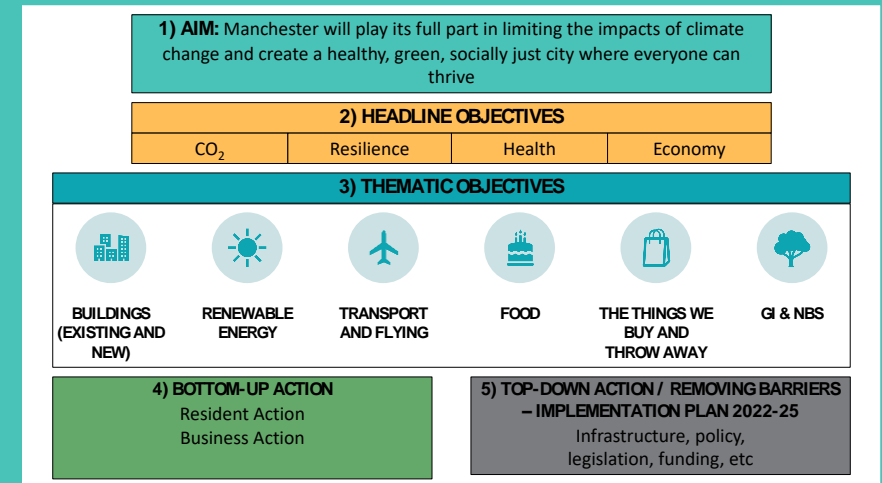 1) AIM: Manchester will play its full part in limiting the impacts of climate
change and create a healthy, green, socially just city where everyone can
thrive
2) HEADLINE OBJECTIVES
CO₂ Resilience Health Economy
3) THEMATIC OBJECTIVES
BUILDINGS
(EXISTING AND
NEW)
RENEWABLE
ENERGY
TRANSPORT
AND FLYING
FOOD
THE THINGS WE
BUY AND
THROW AWAY
GI & NBS
4) BOTTOM-UP ACTION
Resident Action
Business Action
5) TOP-DOWN ACTION / REMOVING BARRIERS
– IMPLEMENTATION PLAN 2022-25
Infrastructure, policy,
legislation, funding, etc